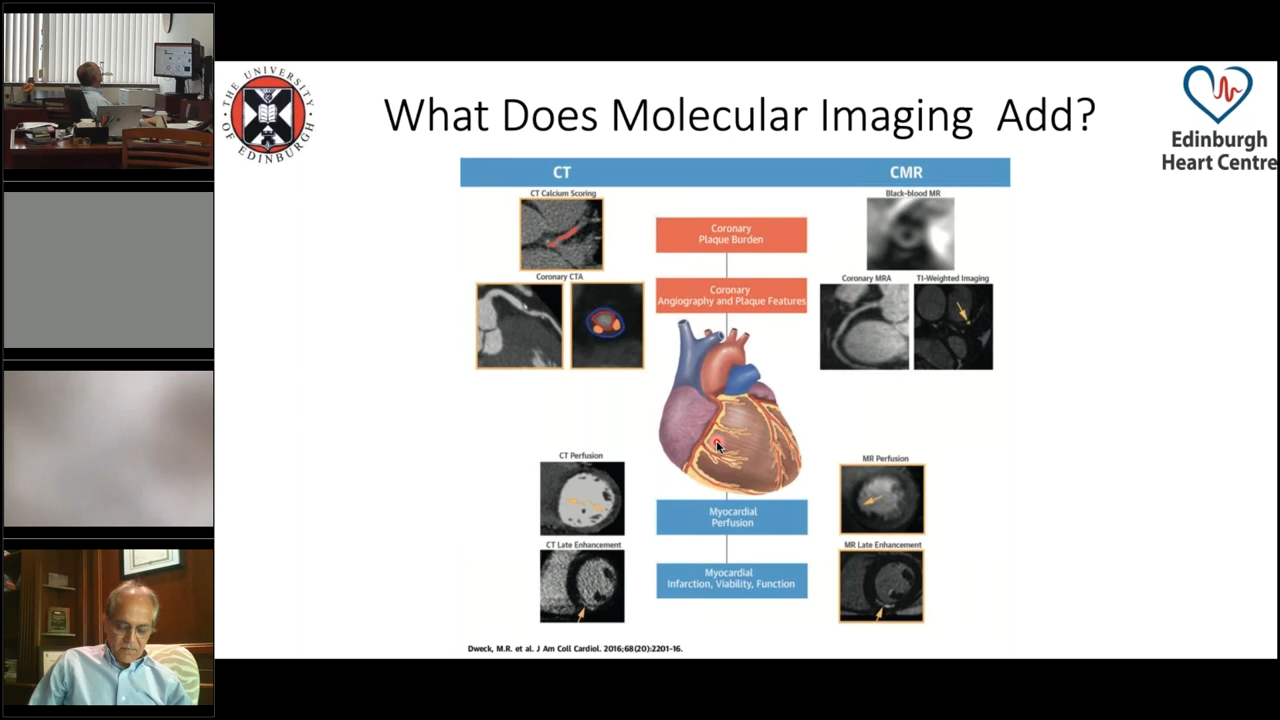 THE UNIVERSITY OF EDINBURGH
What Does Molecular Imaging Add?
Edinburgh
Heart Centre
CT
CMR
CT Calcium Scoring
Black-blood MR
Coronary
Plaque Burden
Coronary CTA
Coronary MRA
TI-Weighted Imaging
Coronary
Angiography and Plaque Features
CT Perfusion
MR Perfusion
Myocardial
Perfusion
CT Late Enhancement
MR Late Enhancement
Myocardial
Infarction, Viability, Function
Dweck, M.R. et al. J Am Coll Cardiol. 2016;68(20):2201-16.